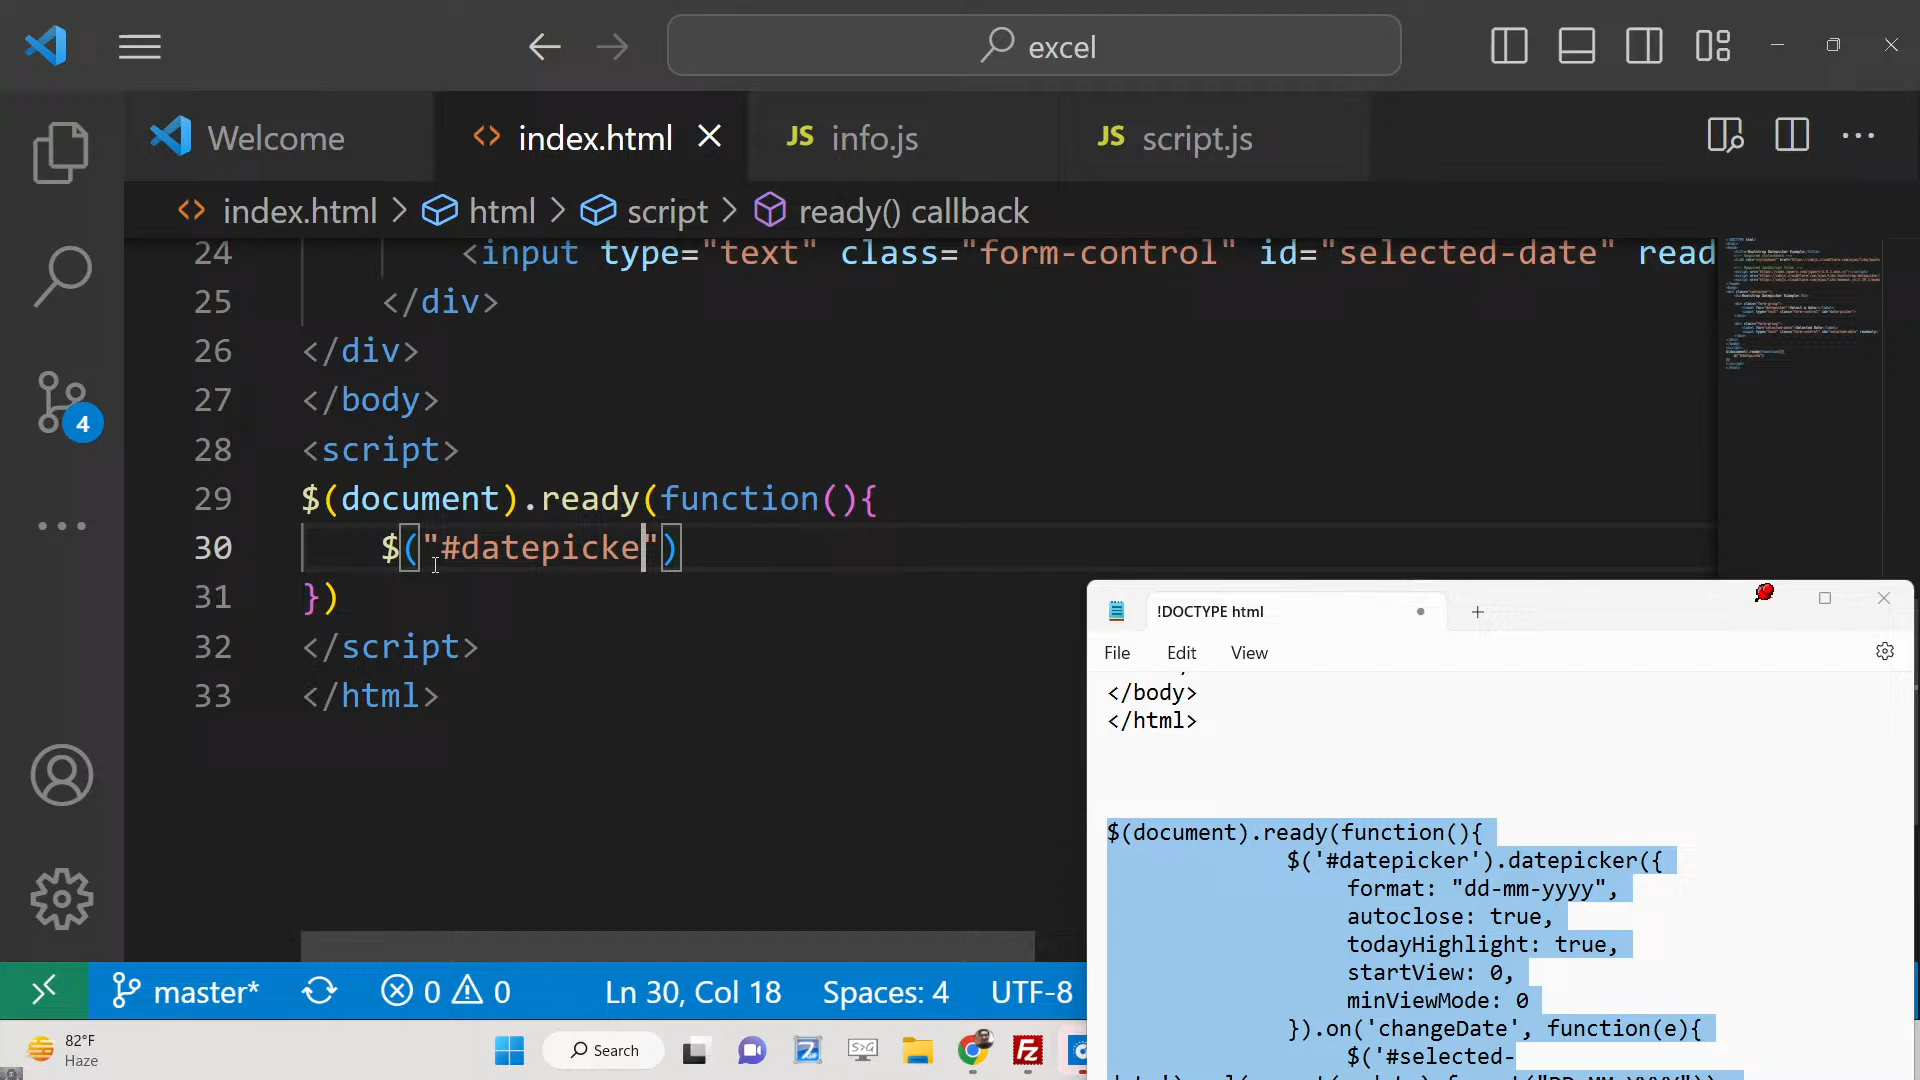 excel
Welcome
index.html
JS info.js
JS script.js
index.html > html > script > ready() callback
24 <input type="text" class="form-control" id="selected-date" read
25 </div>
26 </div>
27 </body>
28 <script>
29 $(document).ready(function(){
30 $("#datepicke")
31 })
32 </script>
33 </html>
4
!DOCTYPE html
File Edit View
</body>
</html>
$(document).ready(function(){
$('#datepicker').datepicker({
format: "dd-mm-yyyy",
autoclose: true,
todayHighlight: true,
startView: 0,
minViewMode: 0
}).on('changeDate', function(e){
$('#selected-
master* 0 0 Ln 30, Col 18 Spaces: 4 UTF-8
82°F
Haze
Search